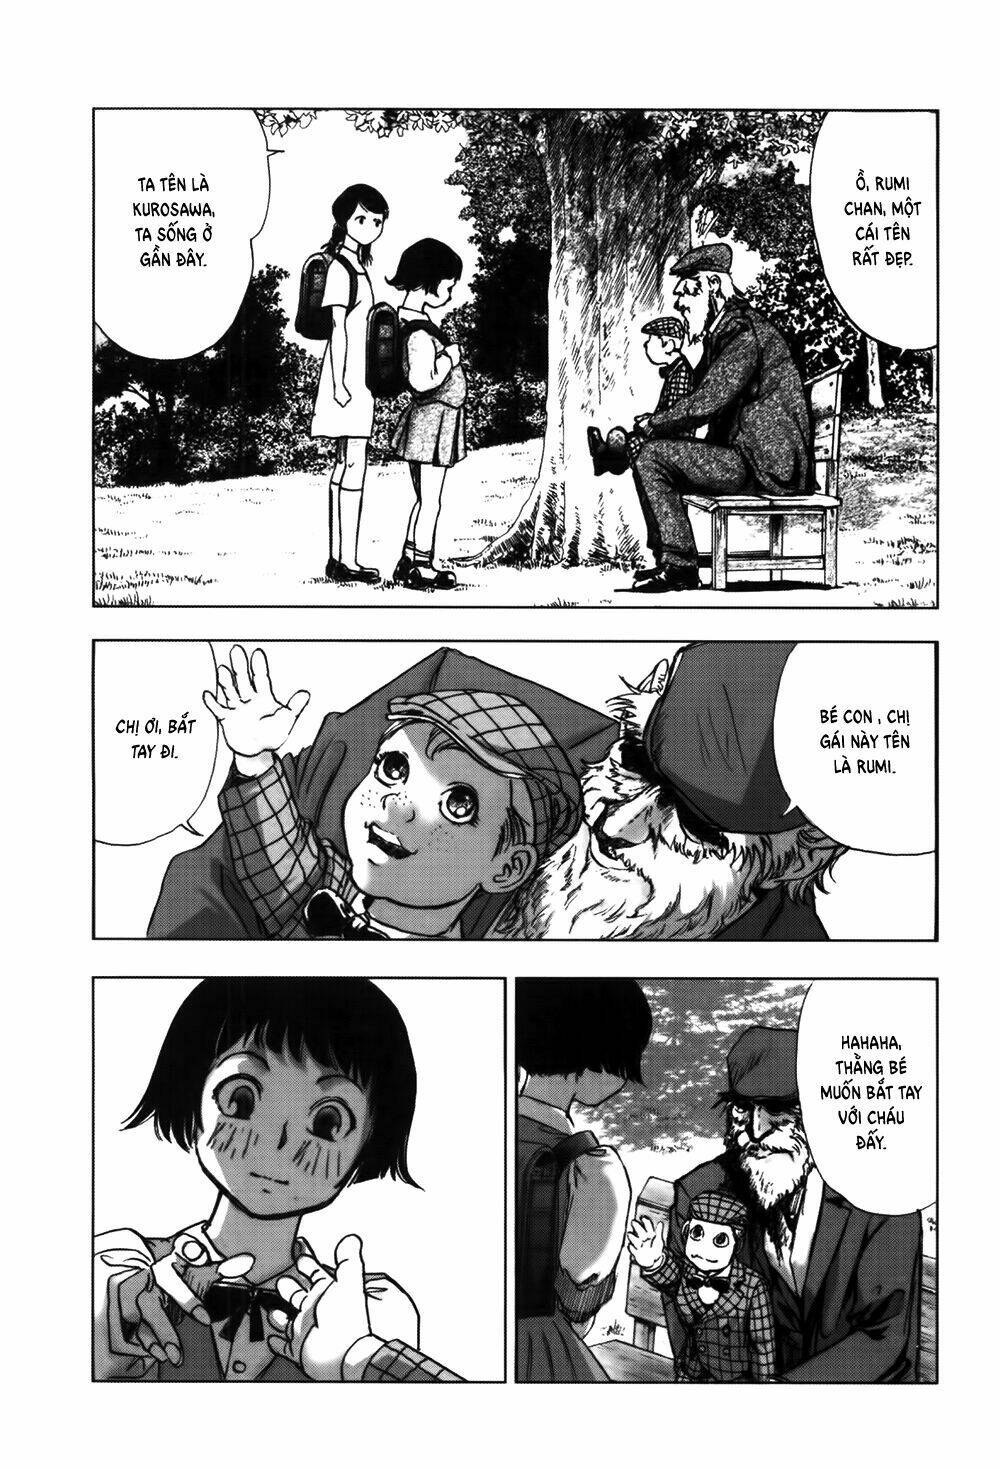 Ồ, RUMI
CHAN, MỘT
CÁI TÊN
RẤT ĐẸP.
TA TÊN LÀ
KUROSAWA,
TA SỐNG Ở
GẦN ĐÂY.
BÉ CON , CHỊ
GÁI NÀY TÊN
LÀ RUMI.
CHỊ ƠI, BẮT
TAY ĐI.
HAHAHA,
THẰNG BÉ
MUỐN BẮT TAY
VỚI CHÁU
ĐẤY.